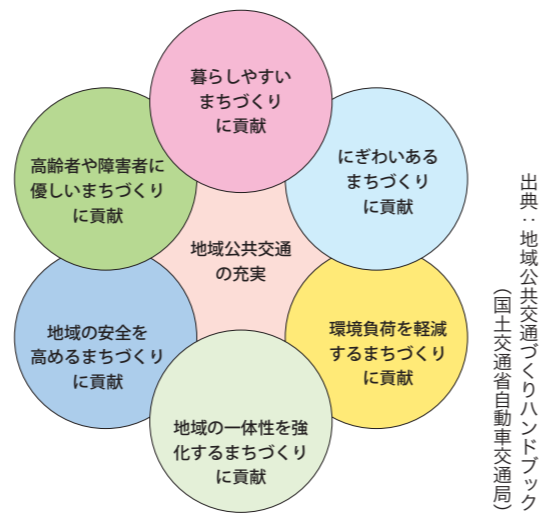 暮らしやすい
まちづくり
に貢献
高齢者や障害者に
優しいまちづくり
に貢献
にぎわいある
まちづくり
に貢献
地域公共交通
の充実
地域の安全を
高めるまちづくり
に貢献
環境負荷を軽減
するまちづくり
に貢献
地域の一体性を強
化するまちづくり
に貢献
出典：地域公共交通づくりハンドブック
（国土交通省自動車交通局）